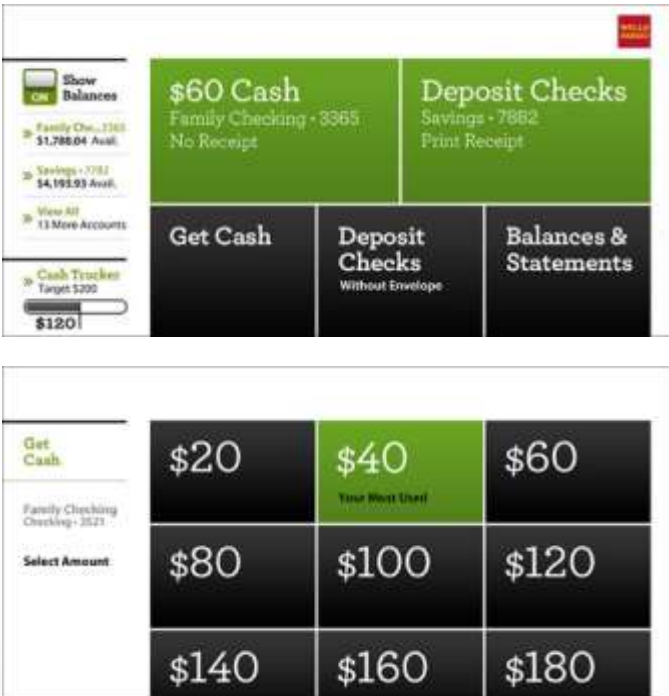 WELLS
FARGO
Show
Balances
ON
Family Che...3365
$1,788.04 Avail.
Savings • 7782
$4,193.93 Avail.
View All
13 More Accounts
Cash Tracker
Target $200
$120
$60 Cash
Family Checking • 3365
No Receipt
Deposit Checks
Savings • 7882
Print Receipt
Get Cash
Deposit
Checks
Without Envelope
Balances &
Statements
Get
Cash
Family Checking
Checking • 3521
Select Amount
$20
$40
Your Most Used
$60
$80
$100
$120
$140
$160
$180